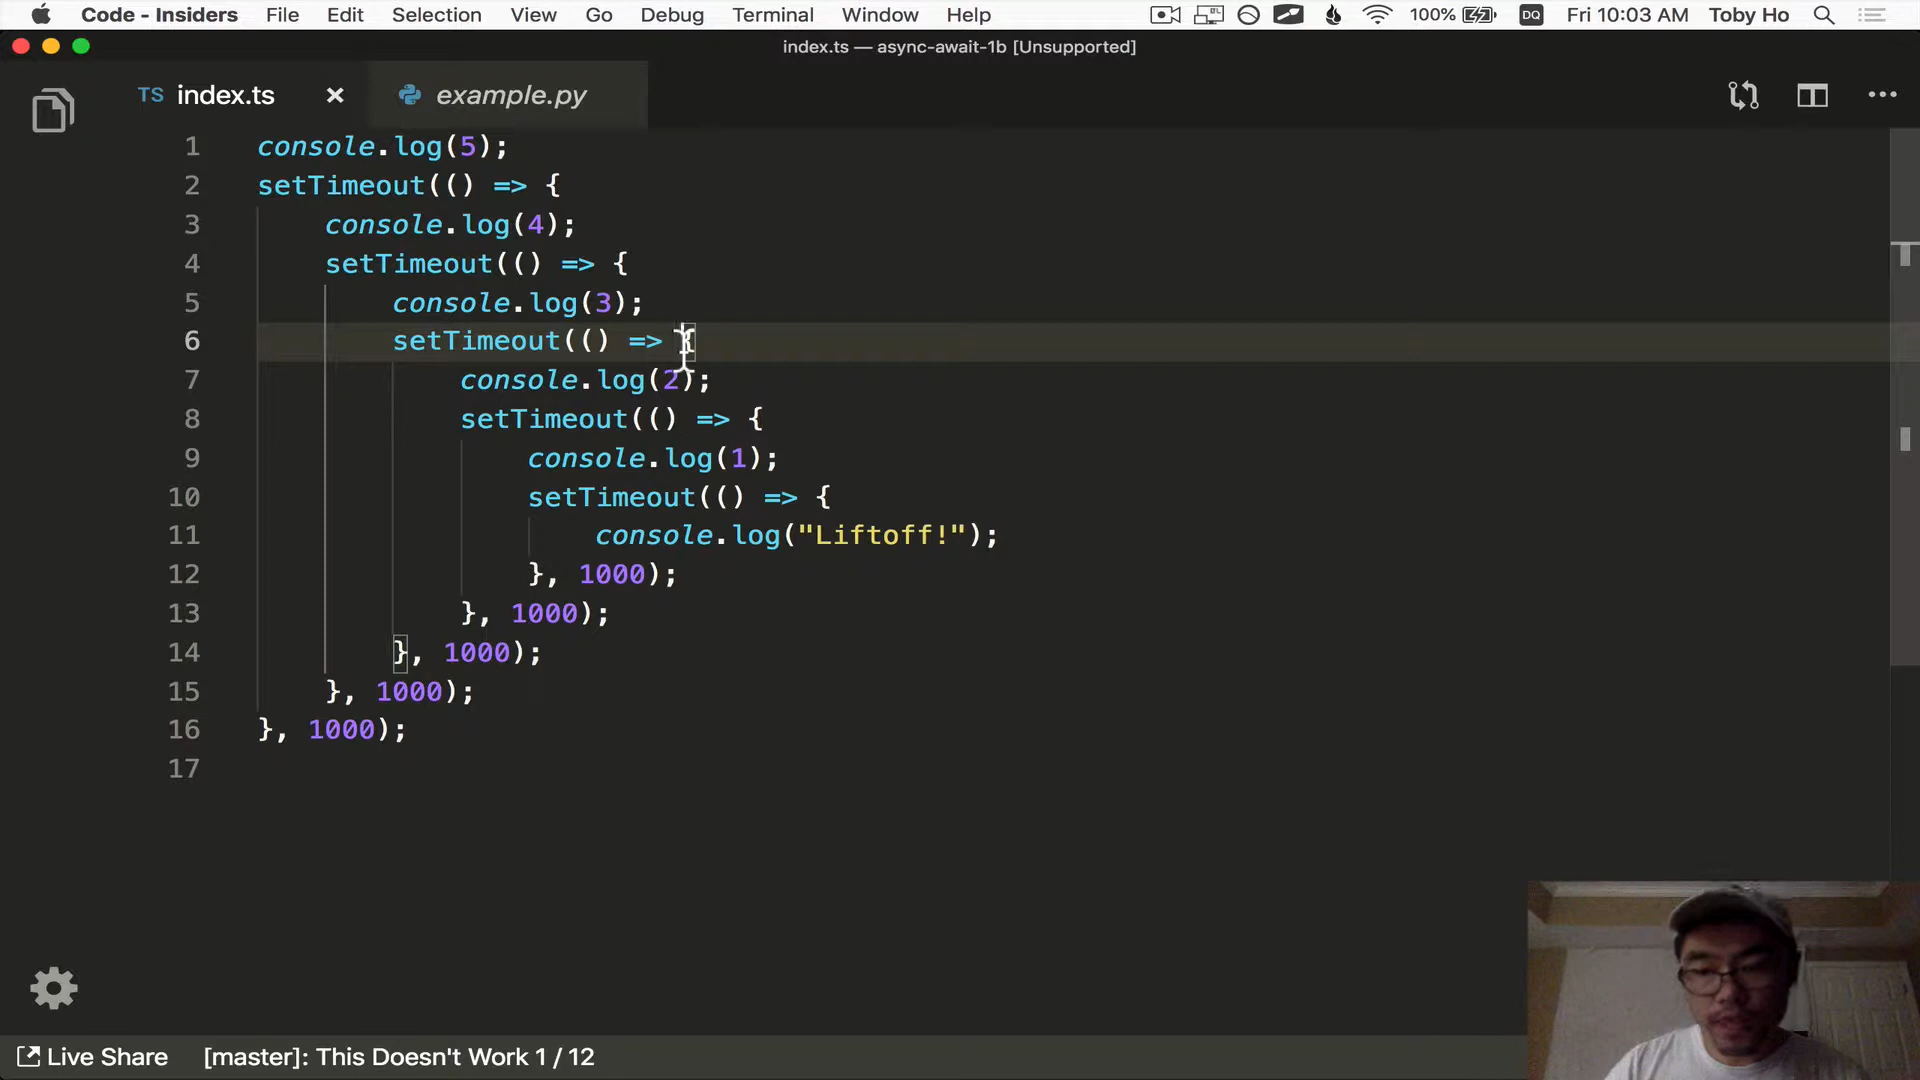 Code - Insiders File Edit Selection View Go Debug Terminal Window Help 100% DQ Fri 10:03 AM Toby Ho
index.ts — async-await-1b [Unsupported]
TS index.ts × example.py
1 console.log(5);
2 setTimeout(() => {
3 console.log(4);
4 setTimeout(() => {
5 console.log(3);
6 setTimeout(() => {
7 console.log(2);
8 setTimeout(() => {
9 console.log(1);
10 setTimeout(() => {
11 console.log("Liftoff!");
12 }, 1000);
13 }, 1000);
14 }, 1000);
15 }, 1000);
16 }, 1000);
17
Live Share [master]: This Doesn't Work 1 / 12